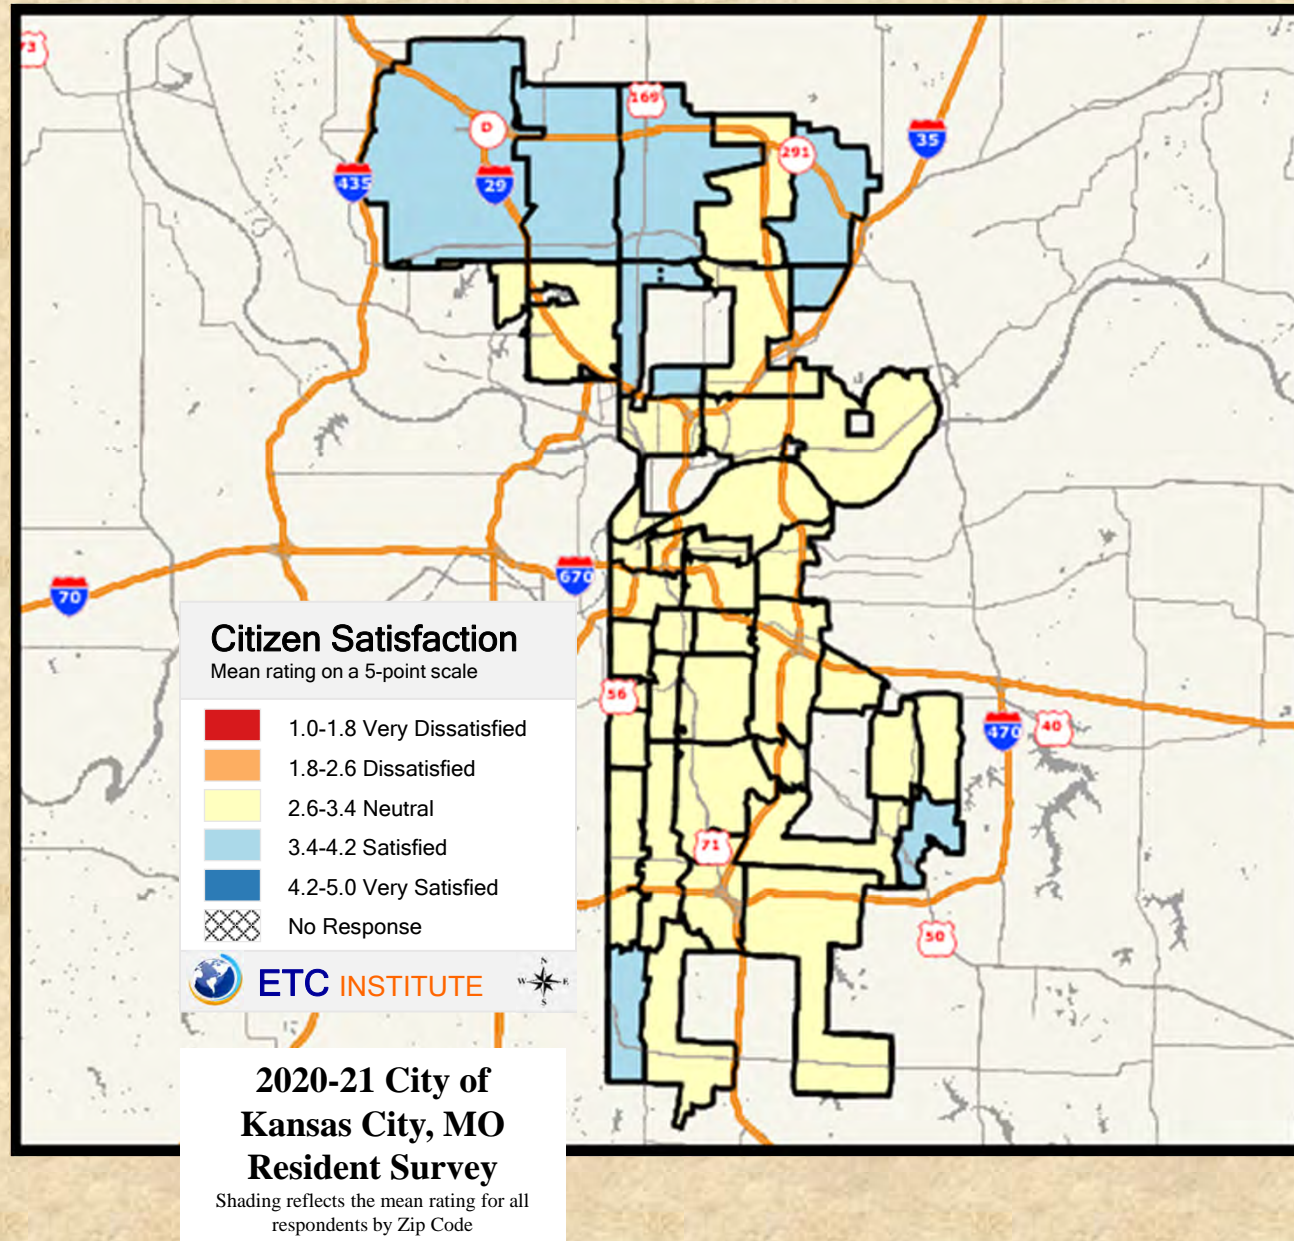 73
169
D
291
35
435
29
70
670
Citizen Satisfaction
Mean rating on a 5-point scale
56
1.0-1.8 Very Dissatisfied
470
40
1.8-2.6 Dissatisfied
2.6-3.4 Neutral
3.4-4.2 Satisfied
71
4.2-5.0 Very Satisfied
No Response
50
ETC INSTITUTE
N
W E
S
2020-21 City of
Kansas City, MO
Resident Survey
Shading reflects the mean rating for all
respondents by Zip Code